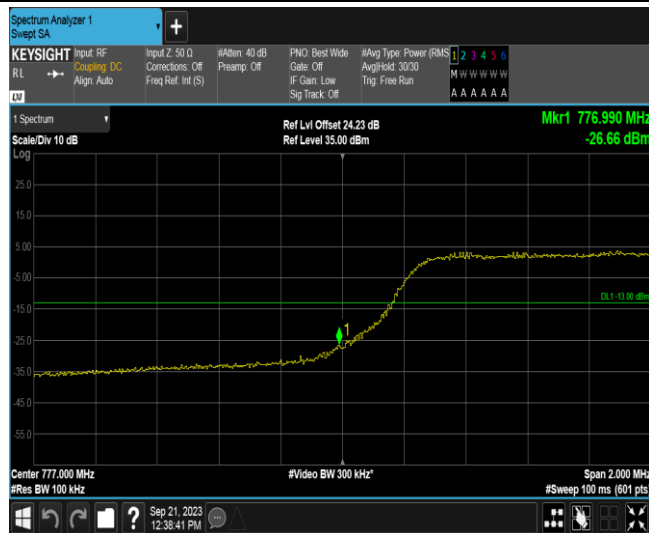 Spectrum Analyzer 1
Swept SA
+
KEYSIGHT
RL
LXI
Input: RF
Coupling: DC
Align: Auto
Input Z: 50 Ω
Corrections: Off
Freq Ref: Int (S)
#Atten: 40 dB
Preamp: Off
PNO: Best Wide
Gate: Off
IF Gain: Low
Sig Track: Off
#Avg Type: Power (RMS
Avg|Hold: 30/30
Trig: Free Run
1 2 3 4 5 6
M W W W W W
A A A A A A
1 Spectrum
Scale/Div 10 dB
Log
Ref Lvl Offset 24.23 dB
Ref Level 35.00 dBm
Mkr1 776.990 MHz
-26.66 dBm
25.0
15.0
5.00
-5.00
-15.0
-25.0
-35.0
-45.0
-55.0
1
DL1 -13.00 dBm
Center 777.000 MHz
#Res BW 100 kHz
#Video BW 300 kHz*
Span 2.000 MHz
#Sweep 100 ms (601 pts)
?
Sep 21, 2023
12:38:41 PM